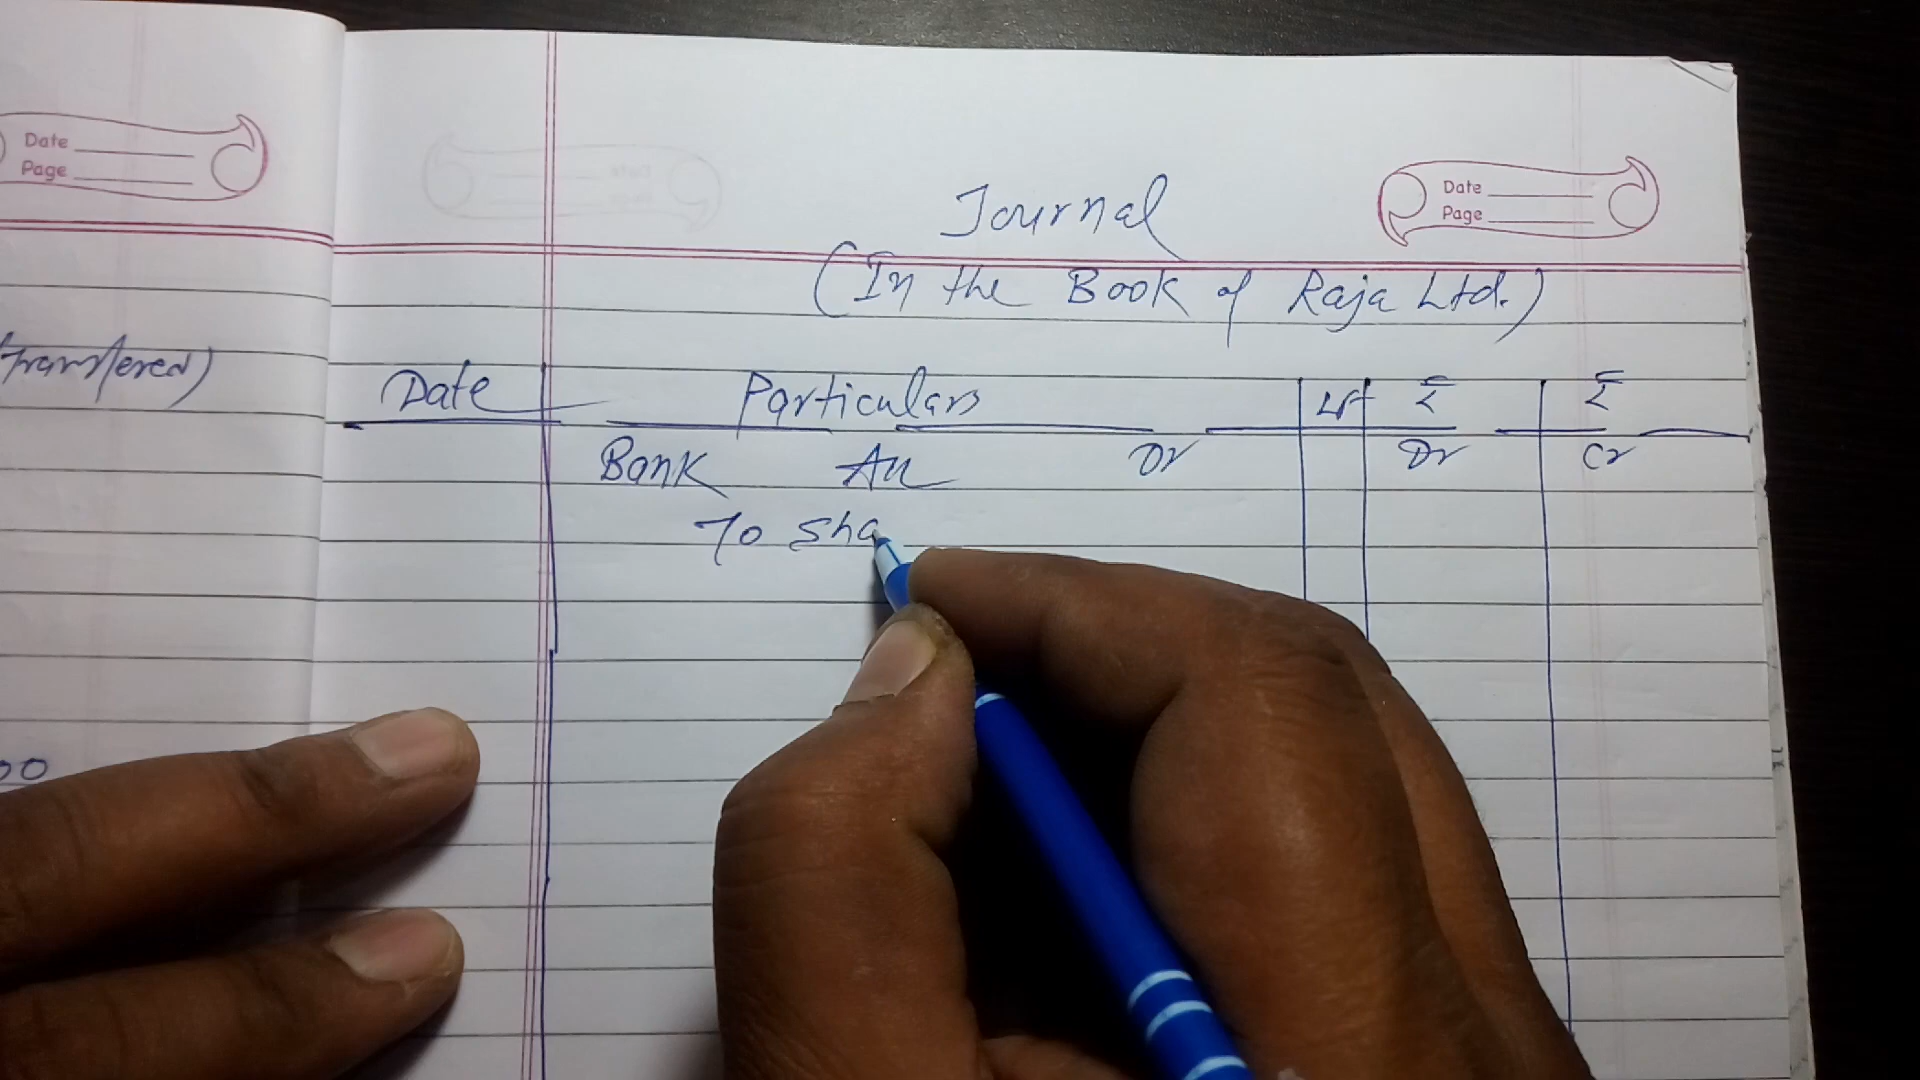 Date
Page
Transfered)
00
Date
Page
Journal
(In the Book of Raja Ltd.)
Date Particulars Lf ₹ ₹
Bank A/c Dr Dr Cr
To Sha